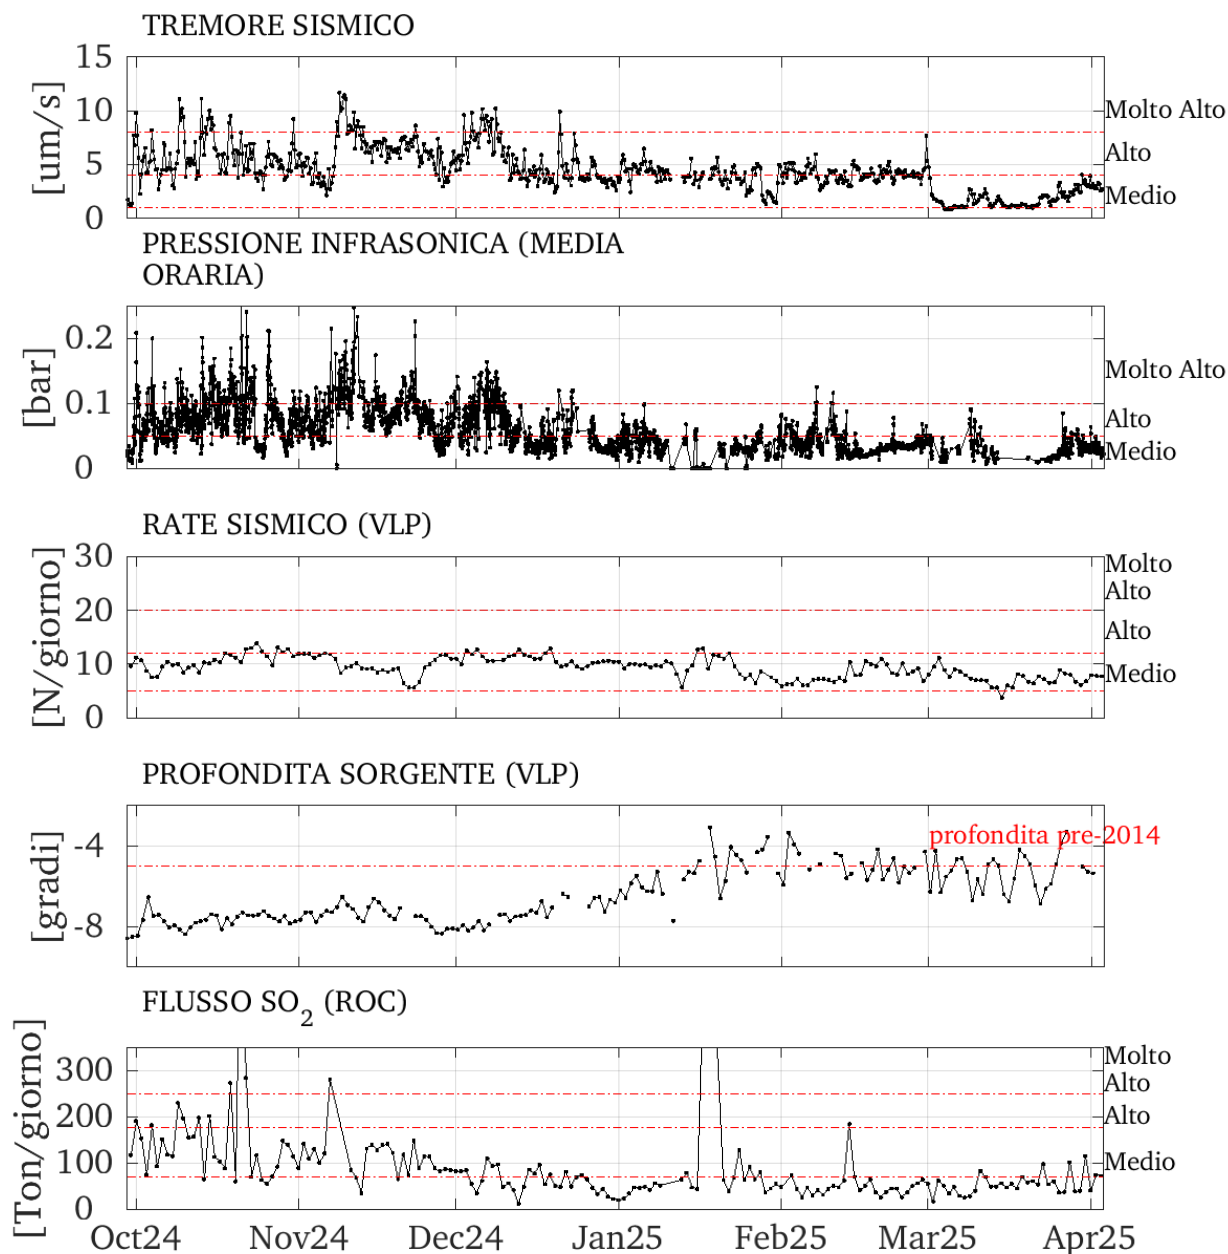 TREMORE SISMICO
15
10
5
0
[um/s]
Molto Alto
Alto
Medio
PRESSIONE INFRASONICA (MEDIA
ORARIA)
0.2
0.1
0
[bar]
Molto Alto
Alto
Medio
RATE SISMICO (VLP)
30
20
10
0
[N/giorno]
Molto
Alto
Alto
Medio
PROFONDITA SORGENTE (VLP)
-4
-8
[gradi]
profondita pre-2014
FLUSSO SO2 (ROC)
300
200
100
0
[Ton/giorno]
Molto
Alto
Alto
Medio
Oct24 Nov24 Dec24 Jan25 Feb25 Mar25 Apr25